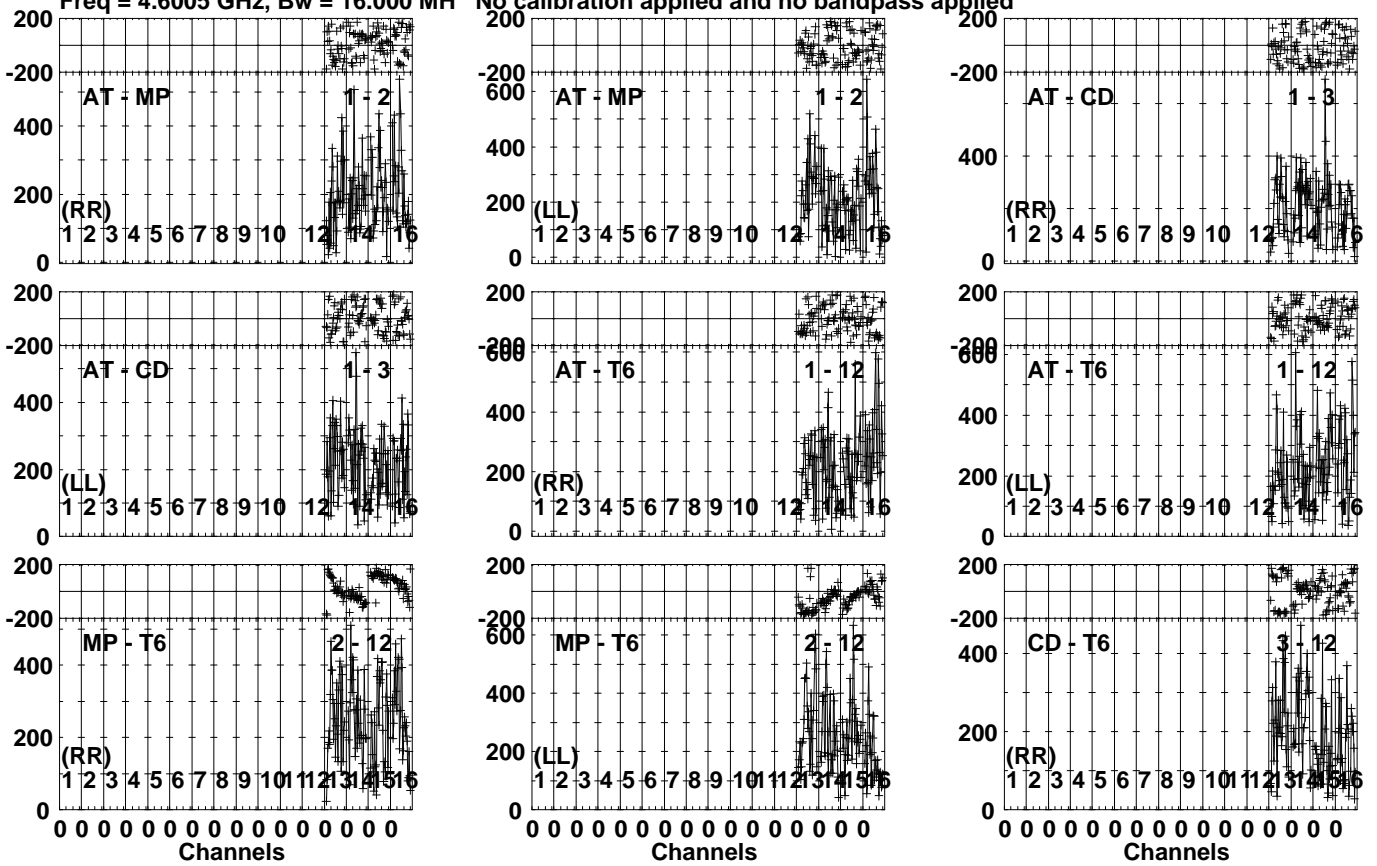 Freq = 4.6005 GHz, Bw = 16.000 MH No calibration applied and no bandpass applied
200 200 200
-200 -200 -200
AT - MP 1 - 2 600 AT - MP 1 - 2 AT - CD 1 - 3
400 400 400
200 200
(RR) (LL) (RR)
1 2 3 4 5 6 7 8 9 10 12 14 16 1 2 3 4 5 6 7 8 9 10 12 14 16 1 2 3 4 5 6 7 8 9 10 12 14 16
0 0 0
200 200 200
-200 -200 -200
600 600
AT - CD 1 - 3 AT - T6 1 - 12 AT - T6 1 - 12
400 400 400
200 200 200
(LL) (RR) (LL)
1 2 3 4 5 6 7 8 9 10 12 14 16 1 2 3 4 5 6 7 8 9 10 12 14 16 1 2 3 4 5 6 7 8 9 10 12 14 16
0 0 0
200 200 200
-200 -200 -200
MP - T6 2 - 12 600 MP - T6 2 - 12 CD - T6 3 - 12
400 400 400
200 200 200
(RR) (LL) (RR)
1 2 3 4 5 6 7 8 9 10 11 12 13 14 15 16 1 2 3 4 5 6 7 8 9 10 11 12 13 14 15 16 1 2 3 4 5 6 7 8 9 10 11 12 13 14 15 16
0 0 0
0 0 0 0 0 0 0 0 0 0 0 0 0 0 0 0 0 0 0 0 0 0 0 0 0 0 0 0 0 0 0 0 0 0 0 0 0 0 0 0 0 0 0 0 0 0 0 0
Channels Channels Channels